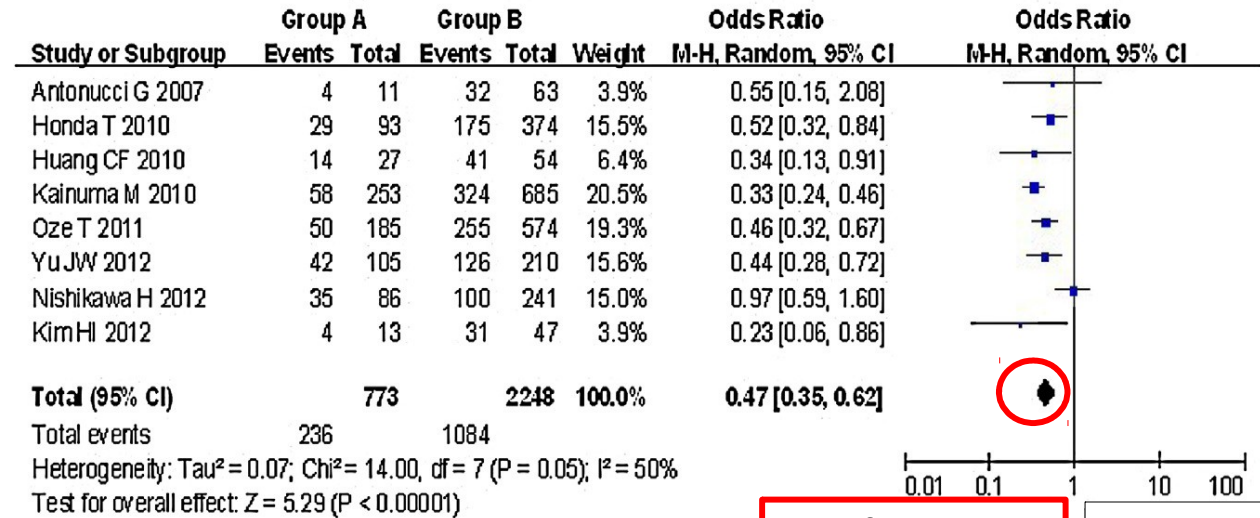 Group A Group B Odds Ratio Odds Ratio
Study or Subgroup Events Total Events Total Weight M-H, Random, 95% CI M-H, Random, 95% CI
Antonucci G 2007 4 11 32 63 3.9% 0.55 [0.15, 2.08]
Honda T 2010 29 93 175 374 15.5% 0.52 [0.32, 0.84]
Huang CF 2010 14 27 41 54 6.4% 0.34 [0.13, 0.91]
Kainuma M 2010 58 253 324 685 20.5% 0.33 [0.24, 0.46]
Oze T 2011 50 185 255 574 19.3% 0.46 [0.32, 0.67]
Yu JW 2012 42 105 126 210 15.6% 0.44 [0.28, 0.72]
Nishikawa H 2012 35 86 100 241 15.0% 0.97 [0.59, 1.60]
Kim HI 2012 4 13 31 47 3.9% 0.23 [0.06, 0.86]
Total (95% CI) 773 2248 100.0% 0.47 [0.35, 0.62]
Total events 236 1084
Heterogeneity: Tau² = 0.07; Chi² = 14.00, df = 7 (P = 0.05); I² = 50%
0.01 0.1 1 10 100
Test for overall effect: Z = 5.29 (P < 0.00001)